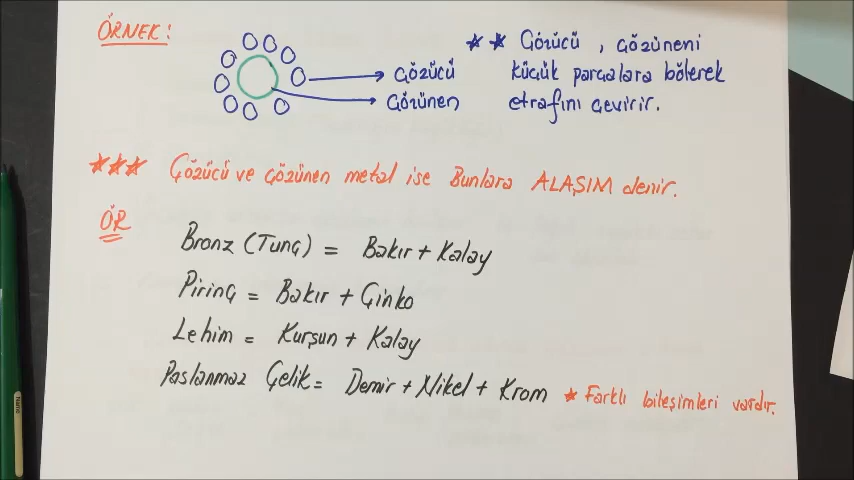 ÖRNEK:
Çözücü
Çözünen
** Çözücü, çözüneni
küçük parçalara bölerek
etrafını çevirir.
*** Çözücü ve çözünen metal ise Bunlara ALAŞIM denir.
ÖR
Bronz (Tunç) = Bakır + Kalay
Pirinç = Bakır + Çinko
Lehim = Kurşun + Kalay
Paslanmaz Çelik = Demir + Nikel + Krom * Farklı bileşimleri vardır.